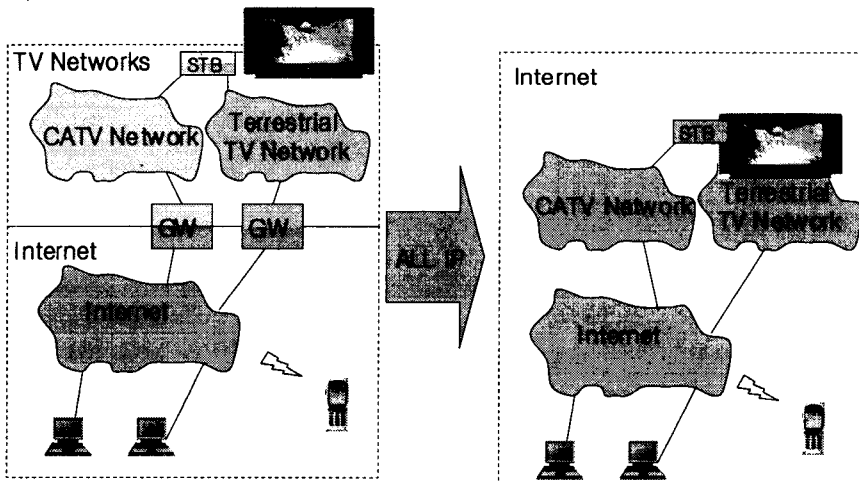 TV Networks
STB
CATV Network
Terrestrial
TV Network
GW
GW
Internet
Internet
ALL IP
Internet
STB
CATV Network
Terrestrial
TV Network
Internet